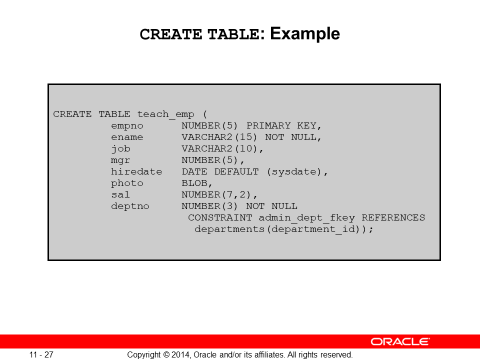 CREATE TABLE: Example
CREATE TABLE teach_emp (
empno NUMBER(5) PRIMARY KEY,
ename VARCHAR2(15) NOT NULL,
job VARCHAR2(10),
mgr NUMBER(5),
hiredate DATE DEFAULT (sysdate),
photo BLOB,
sal NUMBER(7,2),
deptno NUMBER(3) NOT NULL
CONSTRAINT admin_dept_fkey REFERENCES
departments(department_id));
ORACLE
11 - 27 Copyright © 2014, Oracle and/or its affiliates. All rights reserved.